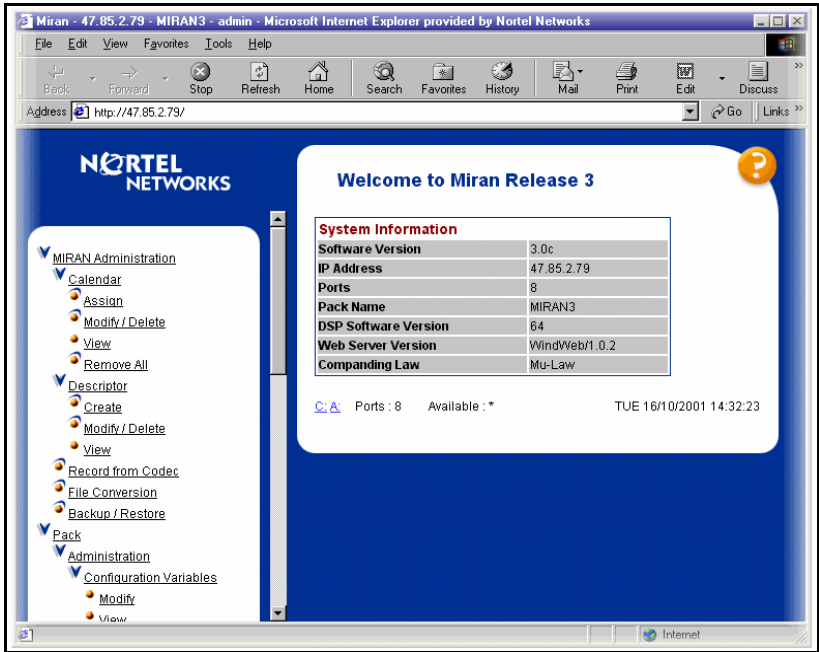 Miran - 47.85.2.79 - MIRAN3 - admin - Microsoft Internet Explorer provided by Nortel Networks
File Edit View Favorites Tools Help
Back Forward Stop Refresh Home Search Favorites History Mail Print Edit Discuss
Address http://47.85.2.79/ Go Links
NORTEL
NETWORKS
MIRAN Administration
Calendar
Assign
Modify / Delete
View
Remove All
Descriptor
Create
Modify / Delete
View
Record from Codec
File Conversion
Backup / Restore
Pack
Administration
Configuration Variables
Modify
View
Welcome to Miran Release 3
System Information
Software Version 3.0c
IP Address 47.85.2.79
Ports 8
Pack Name MIRAN3
DSP Software Version 64
Web Server Version WindWeb/1.0.2
Companding Law Mu-Law
C: A: Ports : 8 Available : * TUE 16/10/2001 14:32:23
Internet